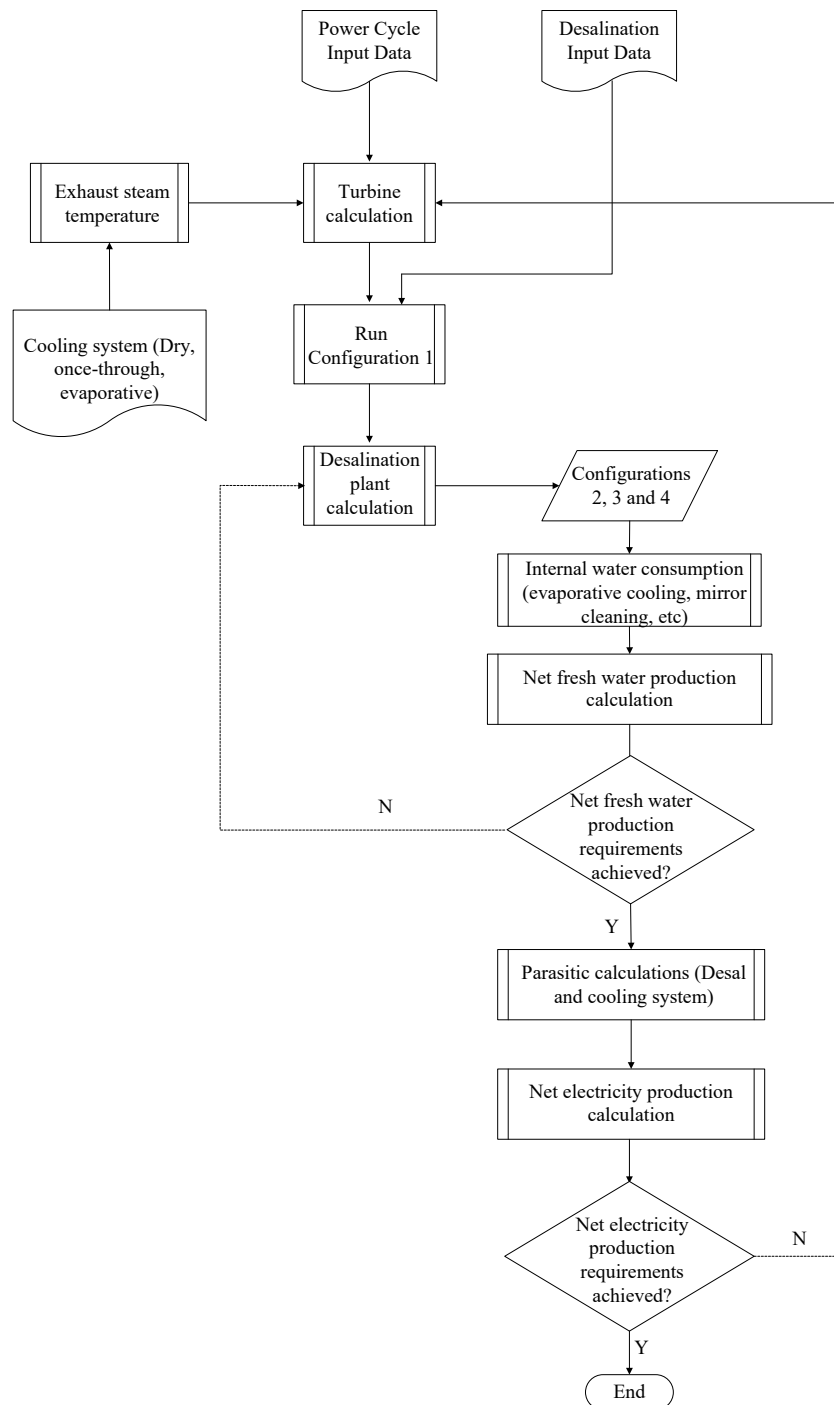 Power Cycle
Input Data
Desalination
Input Data
Exhaust steam
temperature
Turbine
calculation
Cooling system (Dry,
once-through,
evaporative)
Run
Configuration 1
Desalination
plant
calculation
Configurations
2, 3 and 4
Internal water consumption
(evaporative cooling, mirror
cleaning, etc)
Net fresh water production
calculation
N
Net fresh water
production
requirements
achieved?
Y
Parasitic calculations (Desal
and cooling system)
Net electricity production
calculation
Net electricity
production
requirements
achieved?
N
Y
End